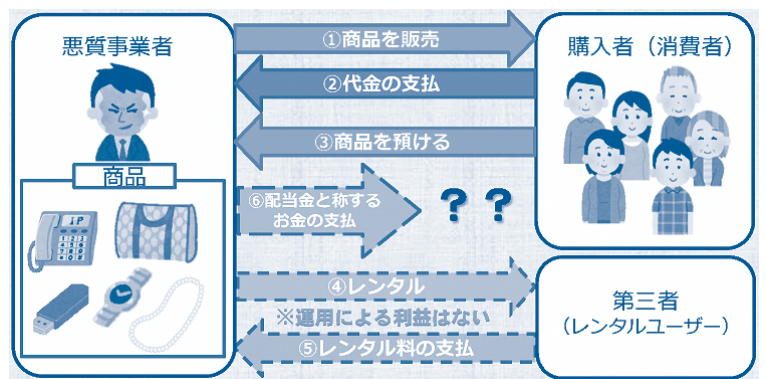 悪質事業者
①商品を販売
購入者（消費者）
②代金の支払
③商品を預ける
商品
IP
⑥配当金と称する
お金の支払
？ ？
④レンタル
※運用による利益はない
⑤レンタル料の支払
第三者
（レンタルユーザー）